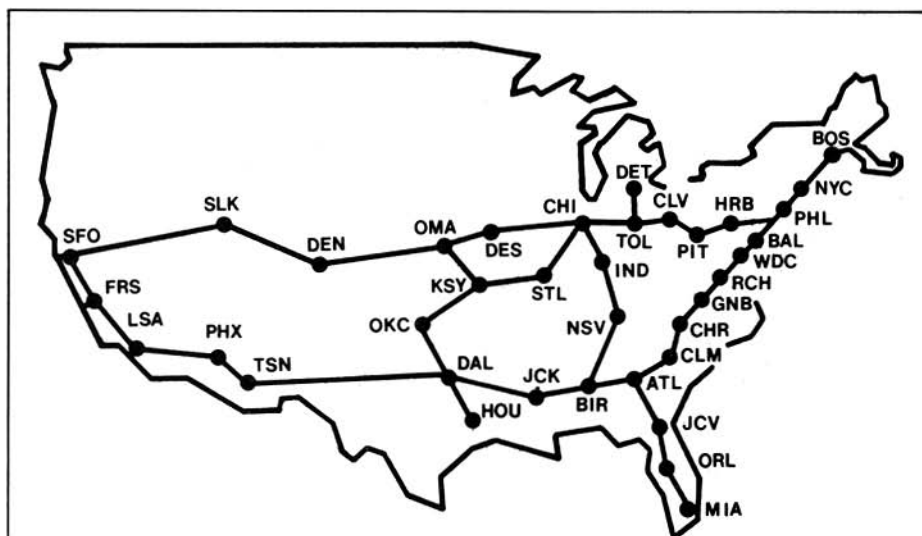 BOS
DET
NYC
SLK
CHI
CLV
HRB
PHL
SFO
OMA
TOL
BAL
DEN
DES
PIT
WDC
IND
RCH
FRS
KSY
STL
GNB
LSA
PHX
OKC
NSV
CHR
TSN
DAL
JCK
CLM
BIR
ATL
HOU
JCV
ORL
MIA